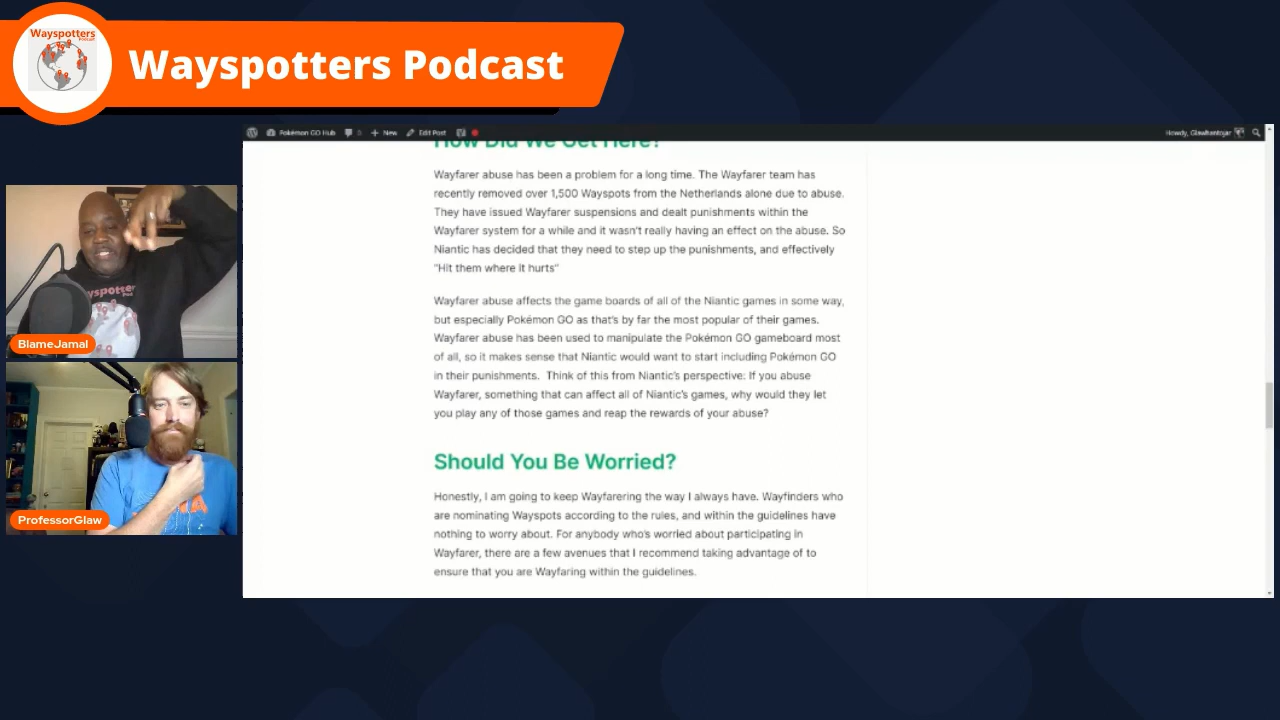 Wayspotters
Podcast
Wayspotters Podcast
Pokémon GO Hub
0
New
Edit Post
Howdy, Glawhantojar
How Did We Get Here?
Wayfarer abuse has been a problem for a long time. The Wayfarer team has
recently removed over 1,500 Wayspots from the Netherlands alone due to abuse.
They have issued Wayfarer suspensions and dealt punishments within the
Wayfarer system for a while and it wasn't really having an effect on the abuse. So
Niantic has decided that they need to step up the punishments, and effectively
"Hit them where it hurts"
Wayfarer abuse affects the game boards of all of the Niantic games in some way,
but especially Pokémon GO as that's by far the most popular of their games.
Wayfarer abuse has been used to manipulate the Pokémon GO gameboard most
of all, so it makes sense that Niantic would want to start including Pokémon GO
in their punishments. Think of this from Niantic's perspective: If you abuse
Wayfarer, something that can affect all of Niantic's games, why would they let
you play any of those games and reap the rewards of your abuse?
Should You Be Worried?
Honestly, I am going to keep Wayfarering the way I always have. Wayfinders who
are nominating Wayspots according to the rules, and within the guidelines have
nothing to worry about. For anybody who's worried about participating in
Wayfarer, there are a few avenues that I recommend taking advantage of to
ensure that you are Wayfaring within the guidelines.
BlameJamal
ProfessorGlaw